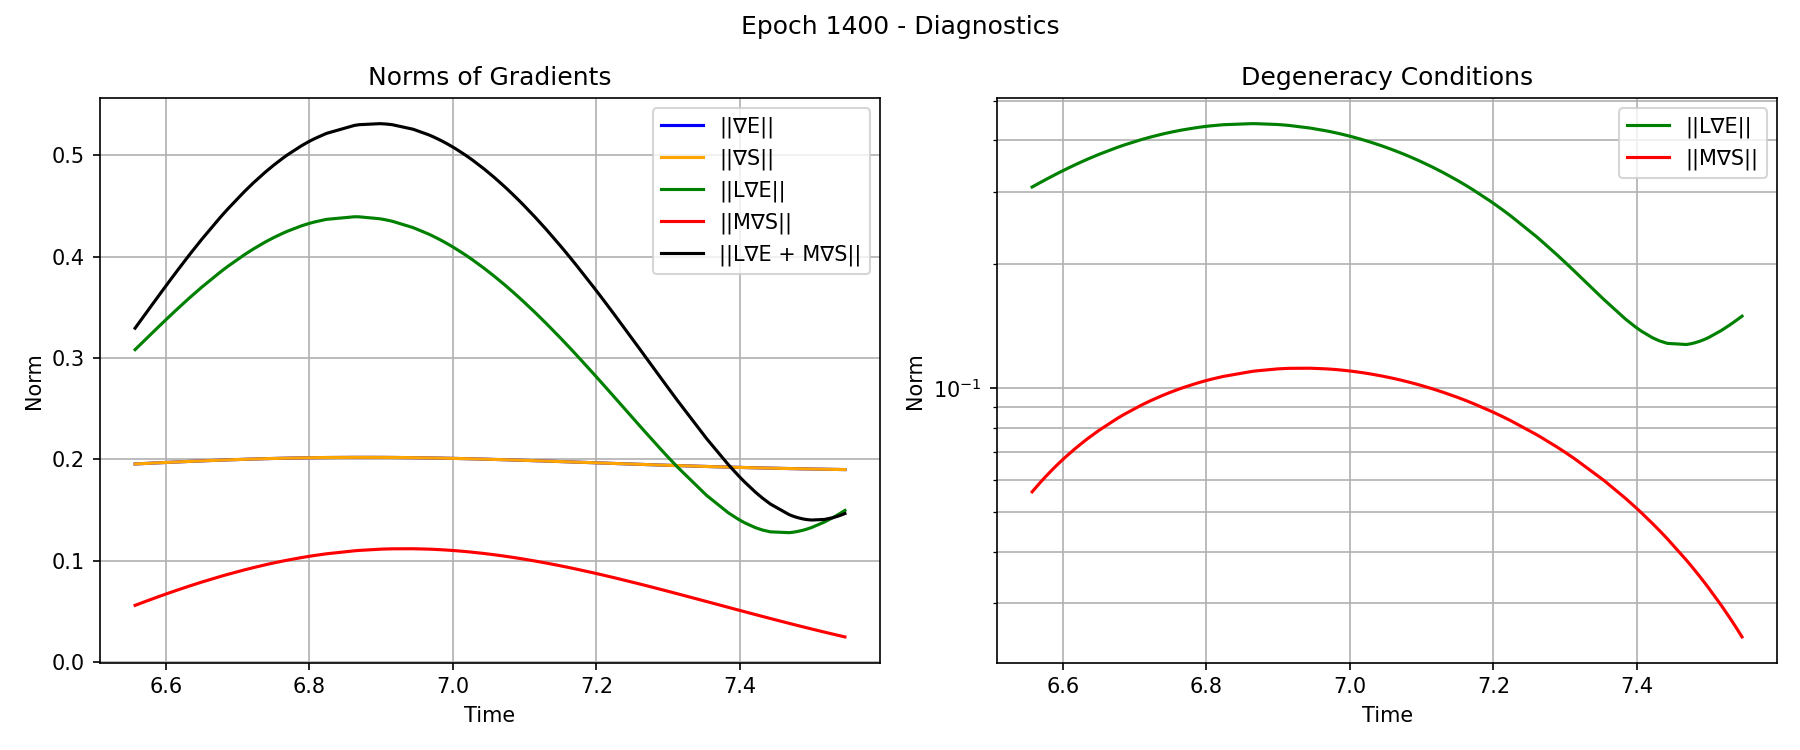 Epoch 1400 - Diagnostics
Norms of Gradients
Norm
0.5
0.4
0.3
0.2
0.1
0.0
||∇E||
||∇S||
||L∇E||
||M∇S||
||L∇E + M∇S||
6.6 6.8 7.0 7.2 7.4
Time
Degeneracy Conditions
Norm
10⁻¹
||L∇E||
||M∇S||
6.6 6.8 7.0 7.2 7.4
Time